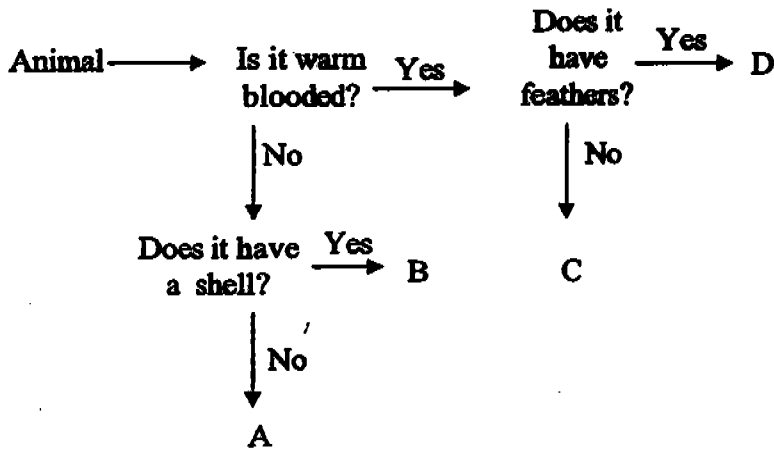 Animal
Is it warm
blooded?
Yes
Does it
have
feathers?
Yes
D
No
No
Does it have
a shell?
Yes
B
C
No
A